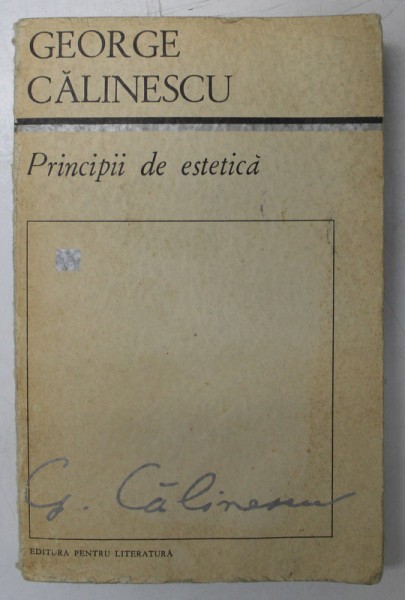 GEORGE
CĂLINESCU
Principii de estetică
G. Călinescu
EDITURA PENTRU LITERATURĂ